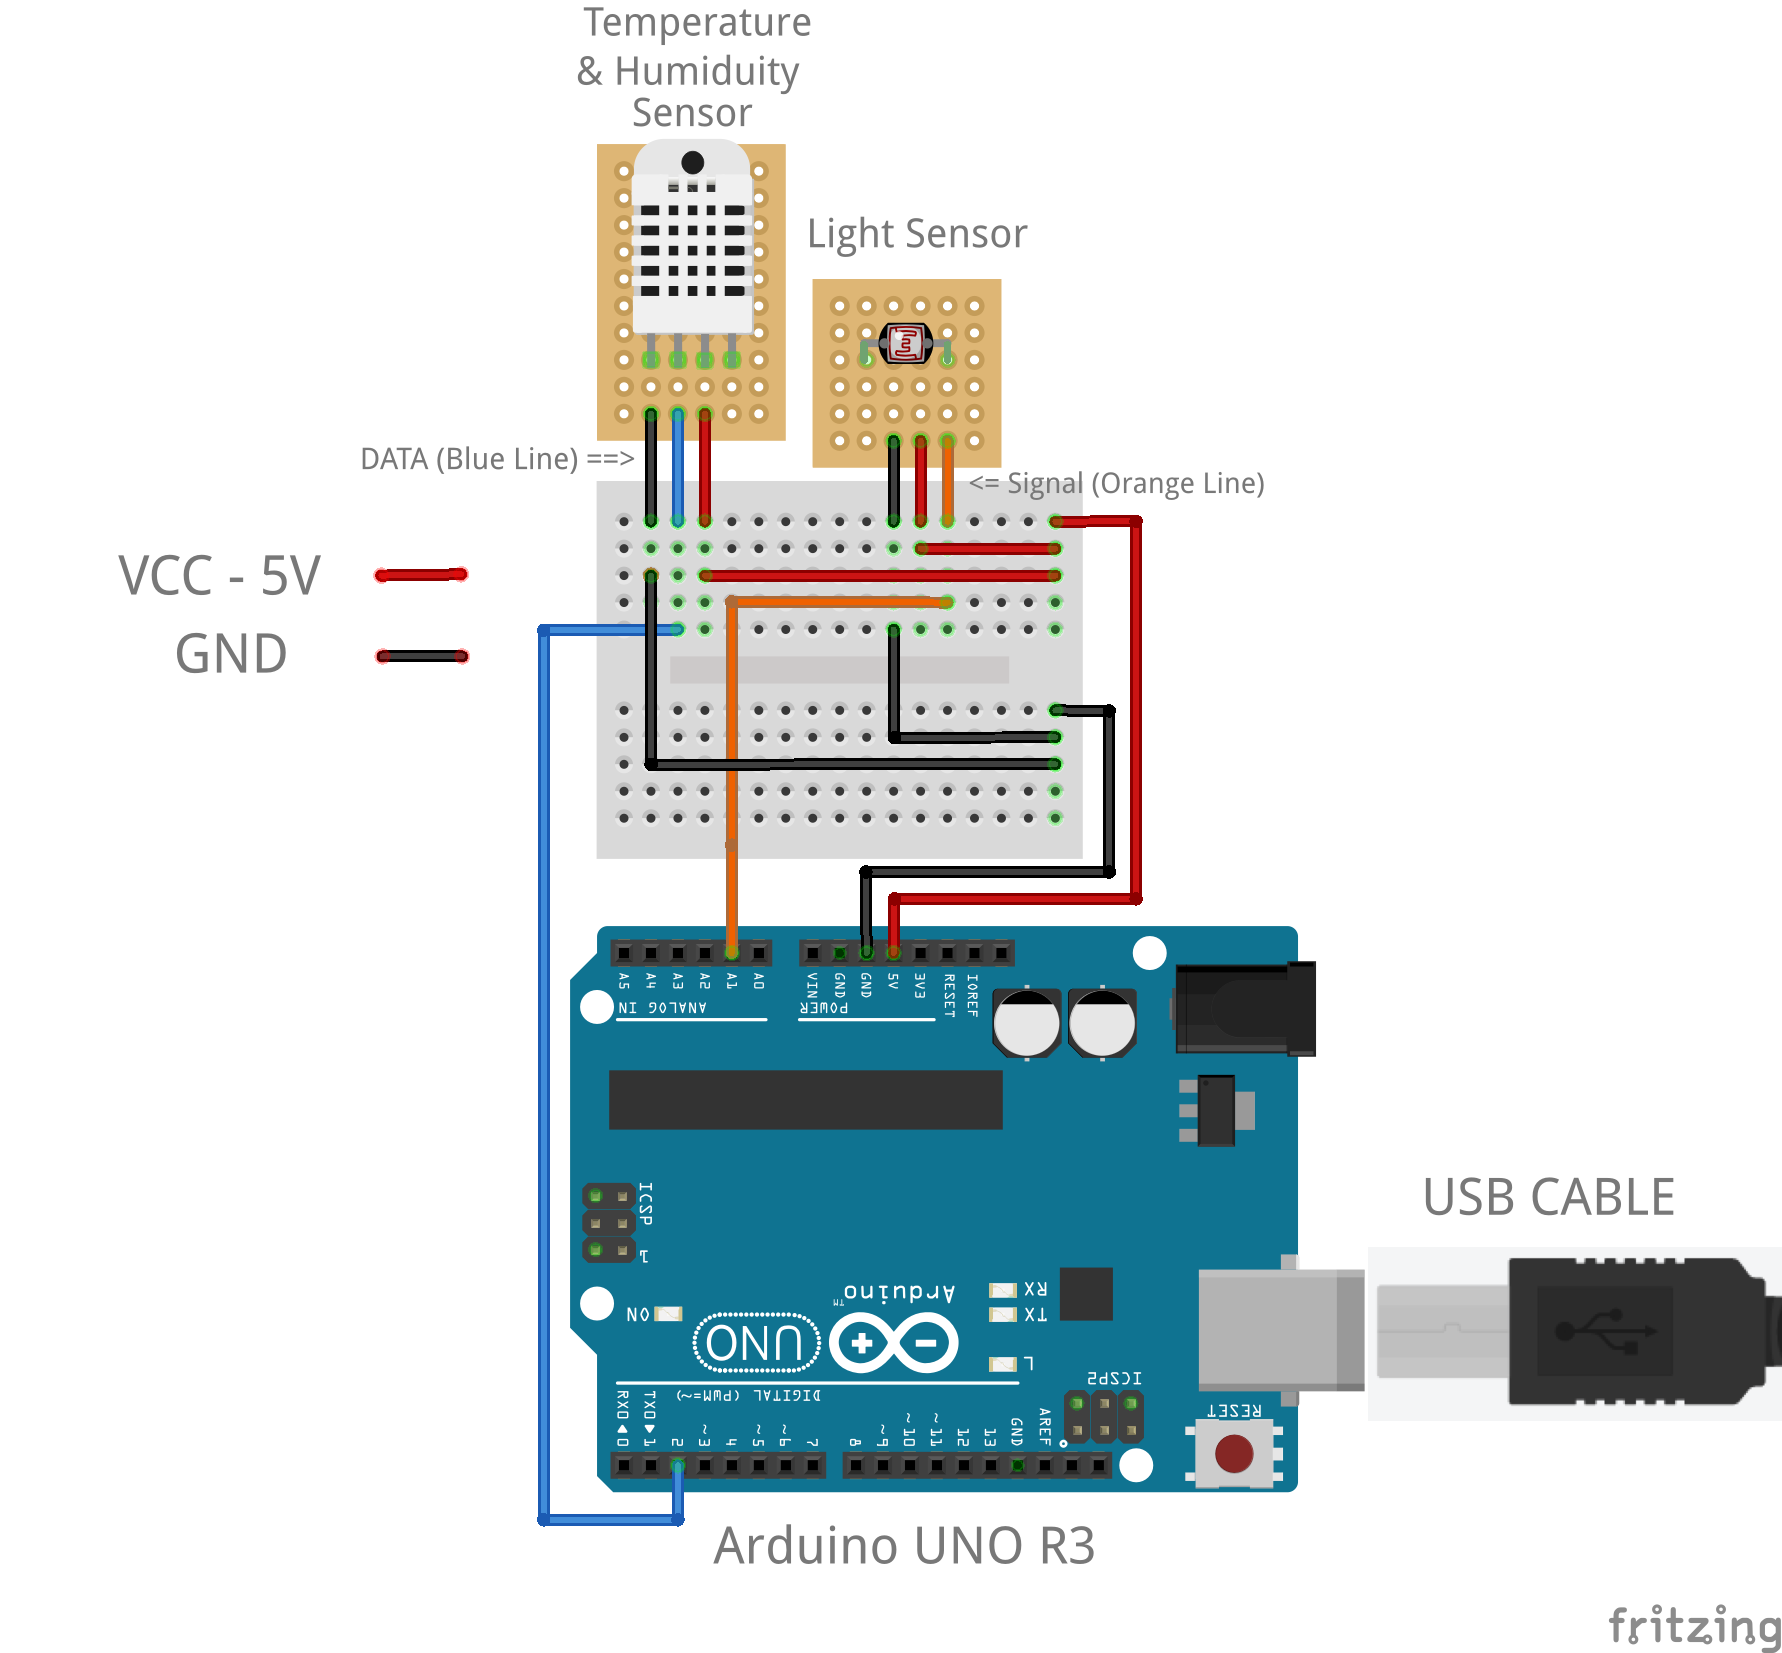 Temperature
& Humiduity
Sensor
Light Sensor
DATA (Blue Line) ==>
<= Signal (Orange Line)
VCC - 5V
GND
A5
A4
A3
A2
A1
A0
ANALOG IN
VIN
GND
GND
5V
3V3
RESET
IOREF
POWER
ICSP
1
USB CABLE
ON
UNO
Arduino™
RX
TX
L
ICSP2
RESET
DIGITAL (PWM=~)
RX0◀0
TX0▶1
2
~3
4
~5
~6
7
8
~9
~10
~11
12
13
GND
AREF
Arduino UNO R3
fritzing